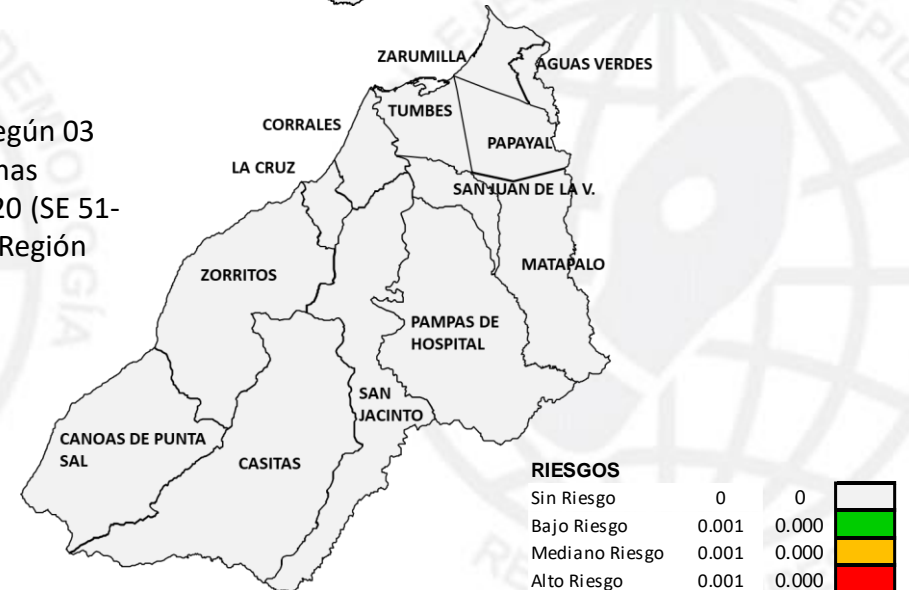 ZARUMILLA
AGUAS VERDES
egún 03
nas
20 (SE 51-
Región
CORRALES
TUMBES
PAPAYAL
LA CRUZ
SAN JUAN DE LA V.
ZORRITOS
MATAPALO
PAMPAS DE
HOSPITAL
SAN
JACINTO
CANOAS DE PUNTA
SAL
CASITAS
RIESGOS
Sin Riesgo 0 0
Bajo Riesgo 0.001 0.000
Mediano Riesgo 0.001 0.000
Alto Riesgo 0.001 0.000